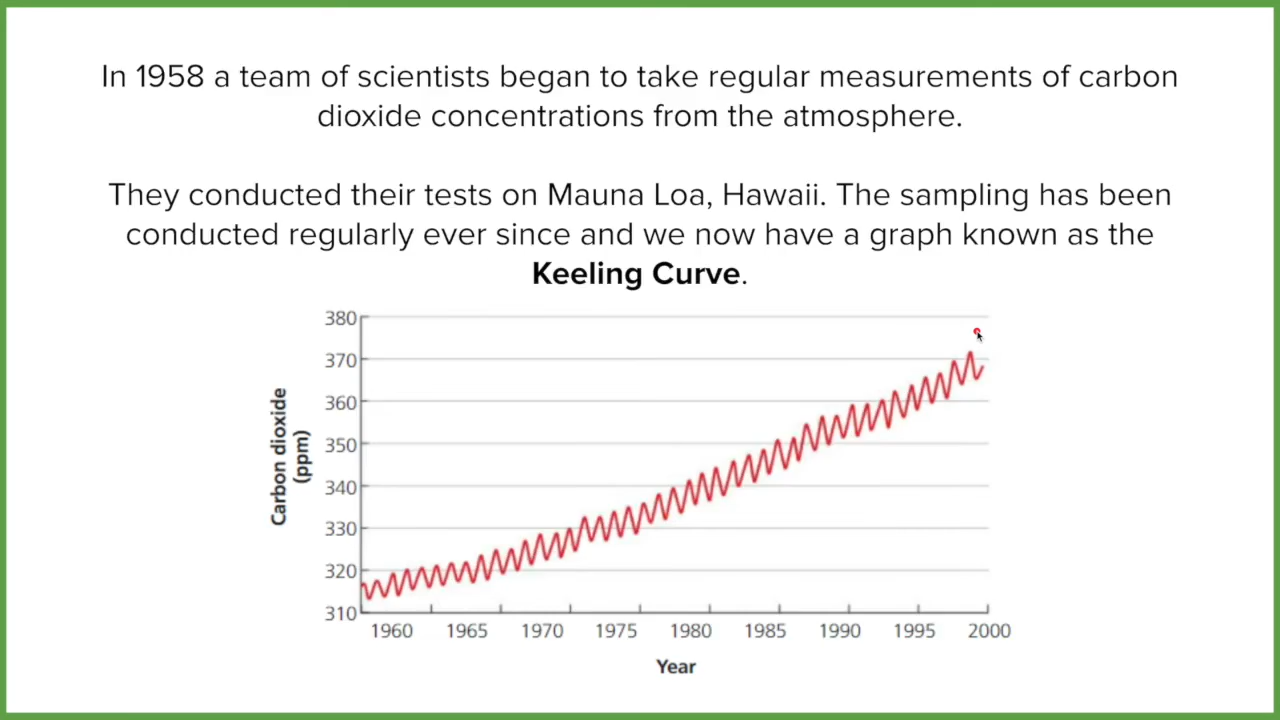 In 1958 a team of scientists began to take regular measurements of carbon
dioxide concentrations from the atmosphere.
They conducted their tests on Mauna Loa, Hawaii. The sampling has been
conducted regularly ever since and we now have a graph known as the
Keeling Curve.
Carbon dioxide
(ppm)
380
370
360
350
340
330
320
310
1960 1965 1970 1975 1980 1985 1990 1995 2000
Year